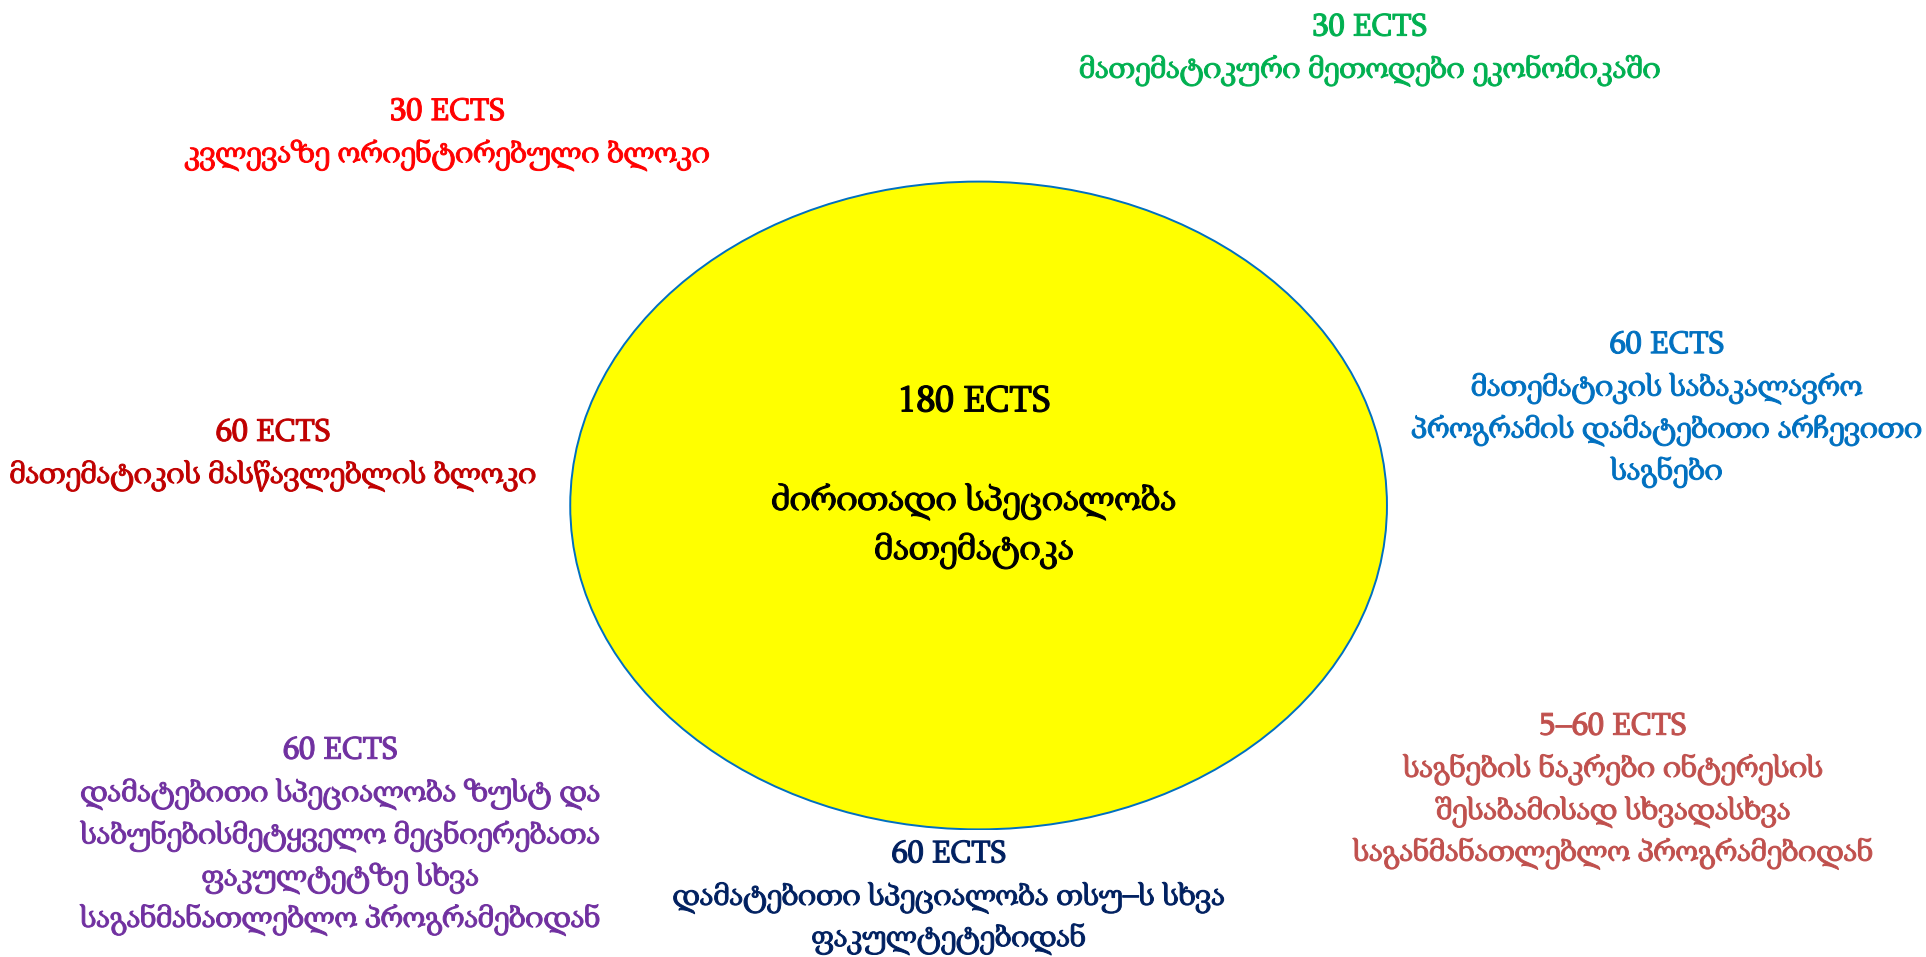 30 ECTS
მათემატიკური მეთოდები ეკონომიკაში
30 ECTS
კვლევაზე ორიენტირებული ბლოკი
60 ECTS
მათემატიკის საბაკალავრო
პროგრამის დამატებითი არჩევითი
საგნები
180 ECTS
ძირითადი სპეციალობა
მათემატიკა
60 ECTS
მათემატიკის მასწავლებლის ბლოკი
5–60 ECTS
საგნების ნაკრები ინტერესის
შესაბამისად სხვადასხვა
საგანმანათლებლო პროგრამებიდან
60 ECTS
დამატებითი სპეციალობა ზუსტ და
საბუნებისმეტყველო მეცნიერებათა
ფაკულტეტზე სხვა
საგანმანათლებლო პროგრამებიდან
60 ECTS
დამატებითი სპეციალობა თსუ–ს სხვა
ფაკულტეტებიდან